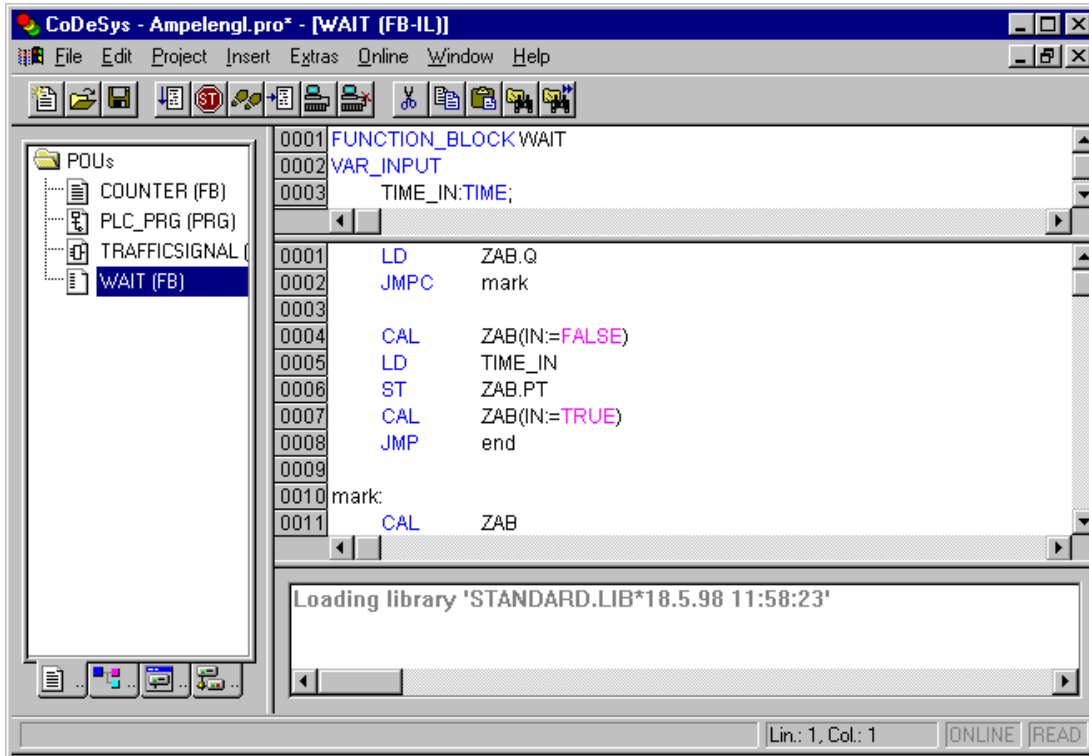 CoDeSys - Ampelengl.pro* - [WAIT (FB-IL)]
File Edit Project Insert Extras Online Window Help
ST
POUs
COUNTER (FB)
PLC_PRG (PRG)
TRAFFICSIGNAL (
WAIT (FB)
0001 FUNCTION_BLOCK WAIT
0002 VAR_INPUT
0003 TIME_IN:TIME;
0001 LD ZAB.Q
0002 JMPC mark
0003
0004 CAL ZAB(IN:=FALSE)
0005 LD TIME_IN
0006 ST ZAB.PT
0007 CAL ZAB(IN:=TRUE)
0008 JMP end
0009
0010 mark:
0011 CAL ZAB
Loading library 'STANDARD.LIB*18.5.98 11:58:23'
.. .. .. ..
Lin.: 1, Col.: 1 ONLINE READ